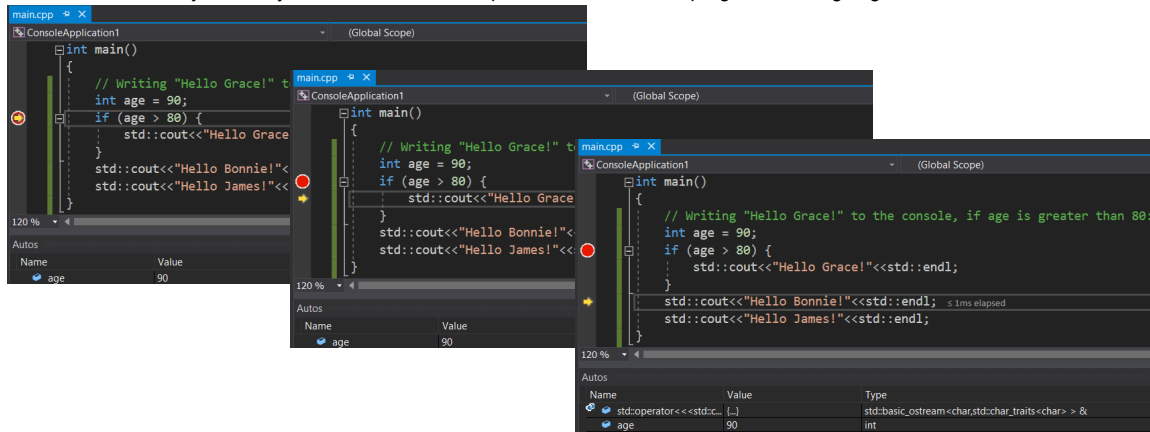 main.cpp
ConsoleApplication1 (Global Scope)
int main()
{
// Writing "Hello Grace!" t
int age = 90;
if (age > 80) {
std::cout<<"Hello Grace
}
std::cout<<"Hello Bonnie!"<
std::cout<<"Hello James!"<<
}
120 %
Autos
Name Value
age 90
main.cpp
ConsoleApplication1 (Global Scope)
int main()
{
// Writing "Hello Grace!" t
int age = 90;
if (age > 80) {
std::cout<<"Hello Grace
}
std::cout<<"Hello Bonnie!"<
std::cout<<"Hello James!"<<
}
120 %
Autos
Name Value
age 90
main.cpp
ConsoleApplication1 (Global Scope)
int main()
{
// Writing "Hello Grace!" to the console, if age is greater than 80:
int age = 90;
if (age > 80) {
std::cout<<"Hello Grace!"<<std::endl;
}
std::cout<<"Hello Bonnie!"<<std::endl; ≤ 1ms elapsed
std::cout<<"Hello James!"<<std::endl;
}
120 %
Autos
Name Value Type
std::operator<<<std::c... {...} std::basic_ostream<char,std::char_traits<char> > &
age 90 int